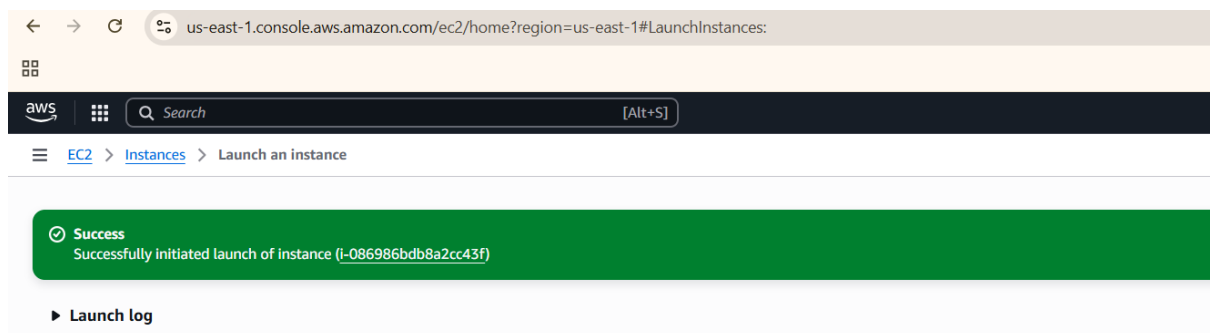 us-east-1.console.aws.amazon.com/ec2/home?region=us-east-1#LaunchInstances:
aws Search [Alt+S]
EC2 > Instances > Launch an instance
Success
Successfully initiated launch of instance (i-086986bdb8a2cc43f)
Launch log